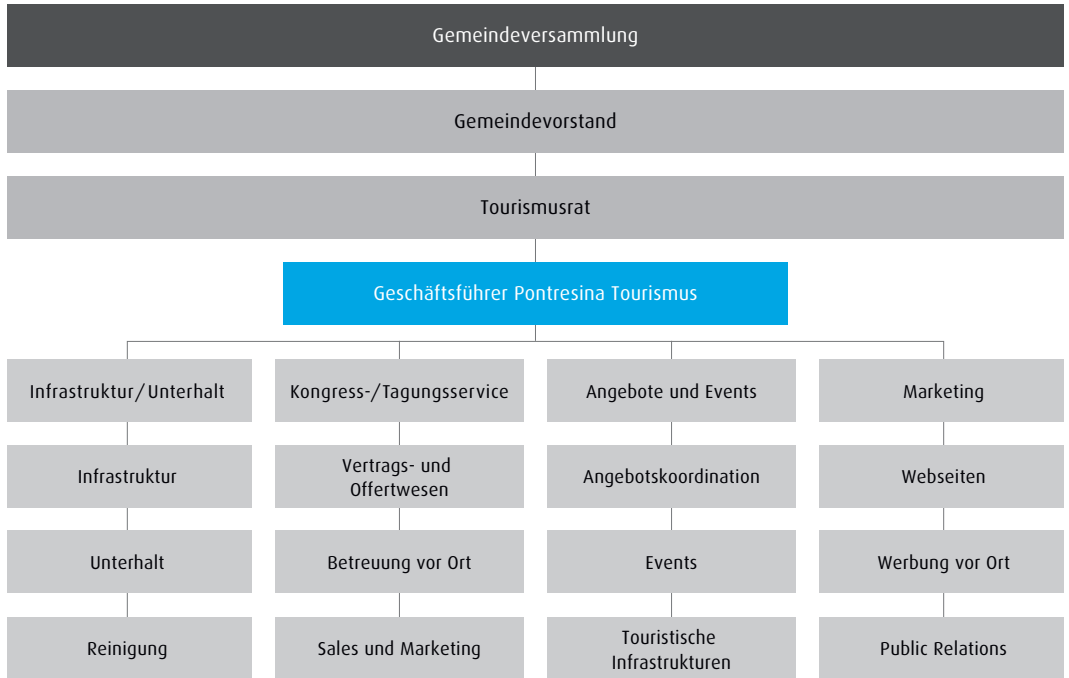 Gemeindeversammlung
Gemeindevorstand
Tourismusrat
Geschäftsführer Pontresina Tourismus
Infrastruktur/Unterhalt
Kongress-/Tagungsservice
Angebote und Events
Marketing
Infrastruktur
Vertrags- und
Offertwesen
Angebotskoordination
Webseiten
Unterhalt
Betreuung vor Ort
Events
Werbung vor Ort
Reinigung
Sales und Marketing
Touristische
Infrastrukturen
Public Relations